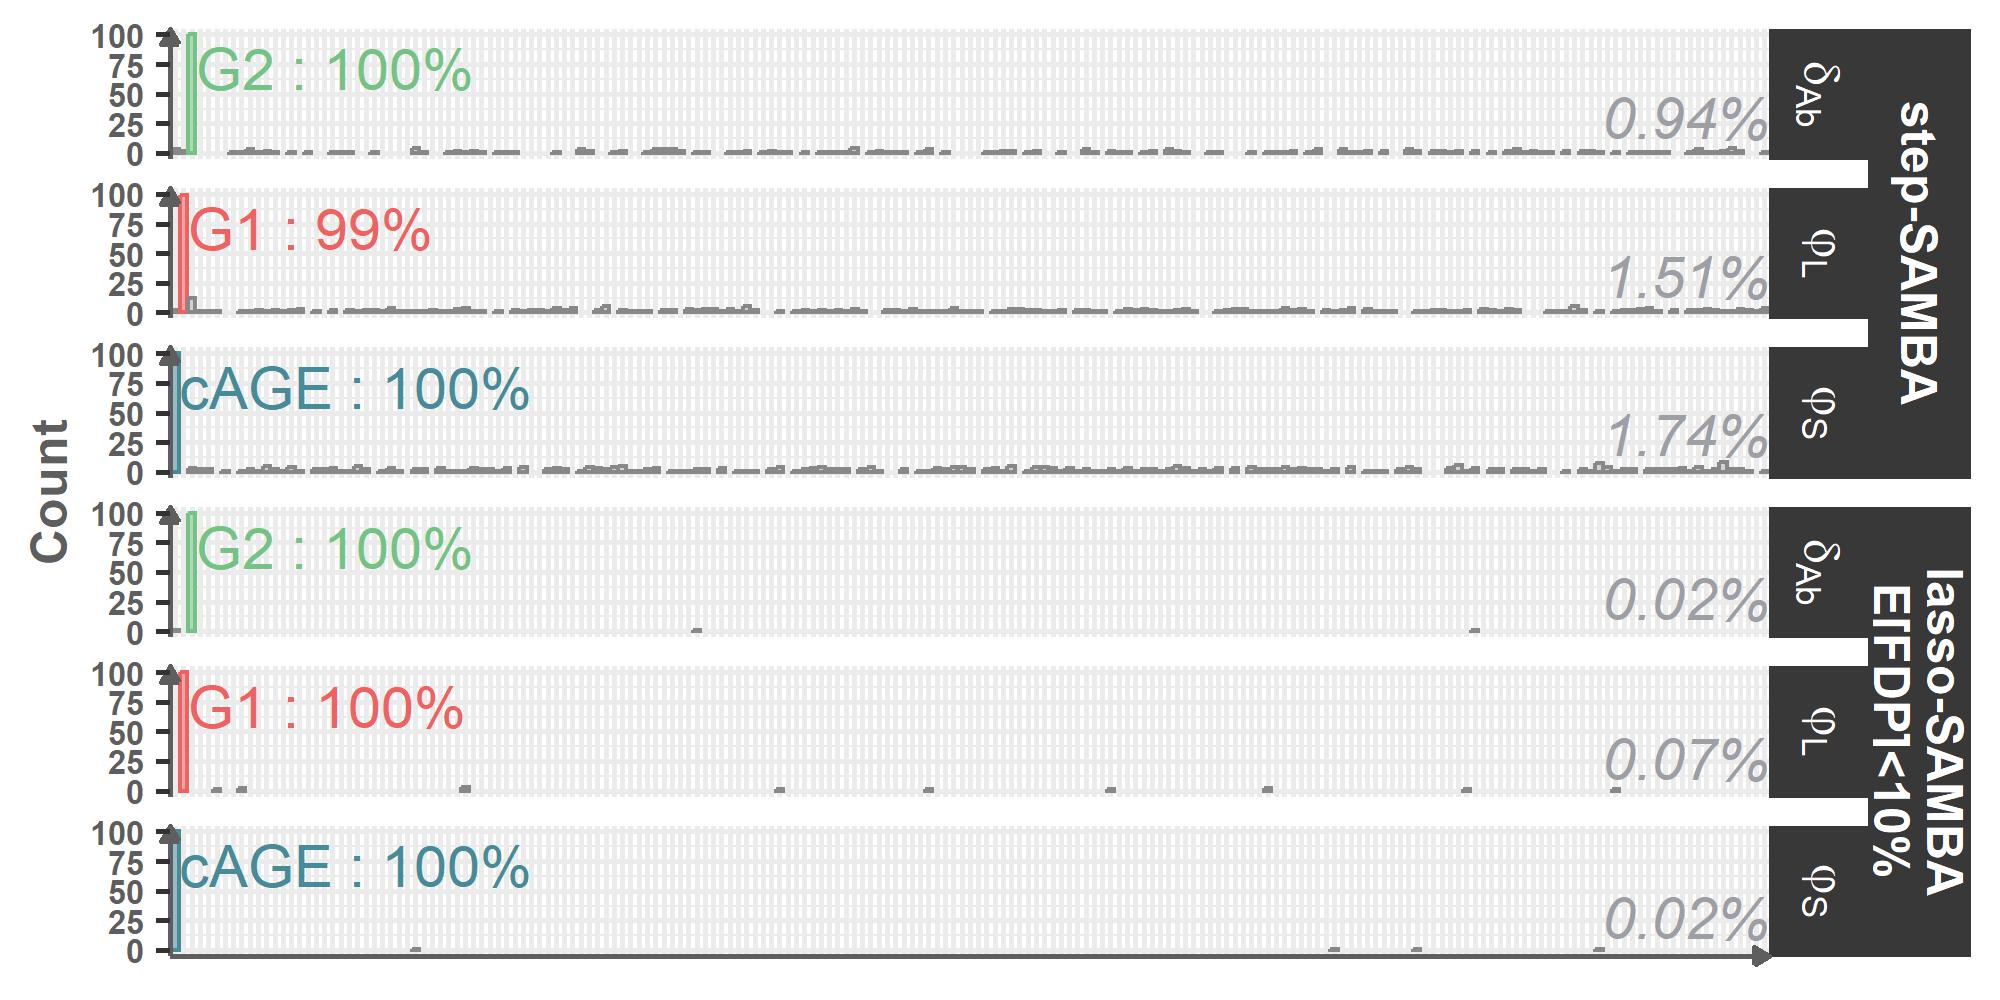 Count
100
75
50
25
0
G2 : 100%
0.94%
δAb
100
75
50
25
0
G1 : 99%
1.51%
φL
100
75
50
25
0
cAGE : 100%
1.74%
φS
step-SAMBA
100
75
50
25
0
G2 : 100%
0.02%
δAb
100
75
50
25
0
G1 : 100%
0.07%
φL
100
75
50
25
0
cAGE : 100%
0.02%
φS
lasso-SAMBA
E[FDP]<10%